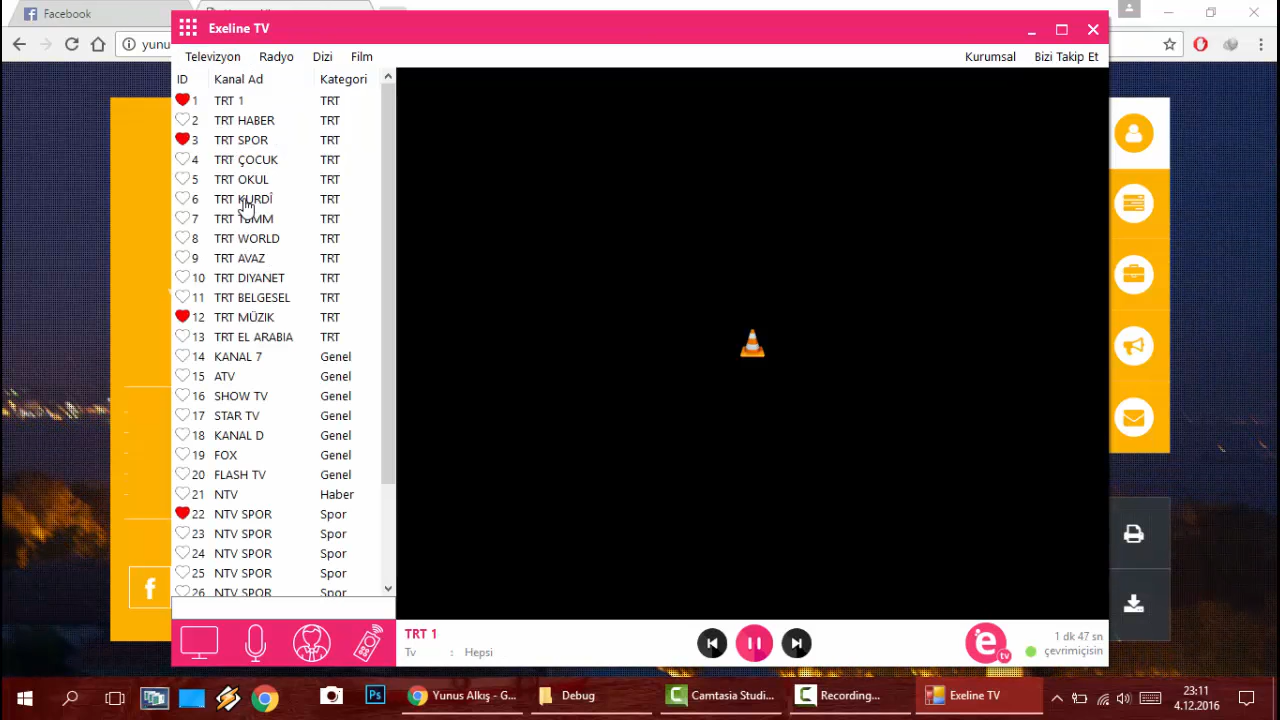 Facebook
Exeline TV
yunu
Televizyon Radyo Dizi Film Kurumsal Bizi Takip Et
ID Kanal Ad Kategori
1 TRT 1 TRT
2 TRT HABER TRT
3 TRT SPOR TRT
4 TRT ÇOCUK TRT
5 TRT OKUL TRT
6 TRT KURDÎ TRT
7 TRT TBMM TRT
8 TRT WORLD TRT
9 TRT AVAZ TRT
10 TRT DIYANET TRT
11 TRT BELGESEL TRT
12 TRT MÜZIK TRT
13 TRT EL ARABIA TRT
14 KANAL 7 Genel
15 ATV Genel
16 SHOW TV Genel
17 STAR TV Genel
18 KANAL D Genel
19 FOX Genel
20 FLASH TV Genel
21 NTV Haber
22 NTV SPOR Spor
23 NTV SPOR Spor
24 NTV SPOR Spor
25 NTV SPOR Spor
26 NTV SPOR Spor
TRT 1
Tv : Hepsi
e tv
1 dk 47 sn
çevrimiçisin
Ps
Yunus Alkış - G...
Debug
Camtasia Studi...
Recording...
Exeline TV
23:11
4.12.2016